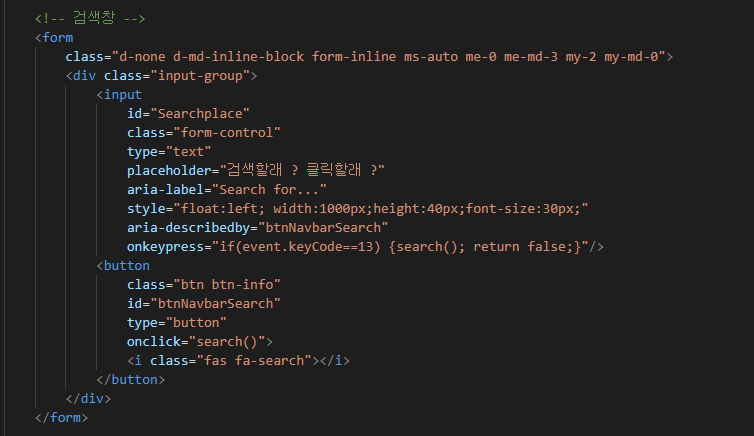 <!-- 검색창 -->
<form
class="d-none d-md-inline-block form-inline ms-auto me-0 me-md-3 my-2 my-md-0">
<div class="input-group">
<input
id="Searchplace"
class="form-control"
type="text"
placeholder="검색할래 ? 클릭할래 ?"
aria-label="Search for..."
style="float:left; width:1000px;height:40px;font-size:30px;"
aria-describedby="btnNavbarSearch"
onkeypress="if(event.keyCode==13) {search(); return false;}"/>
<button
class="btn btn-info"
id="btnNavbarSearch"
type="button"
onclick="search()">
<i class="fas fa-search"></i>
</button>
</div>
</form>